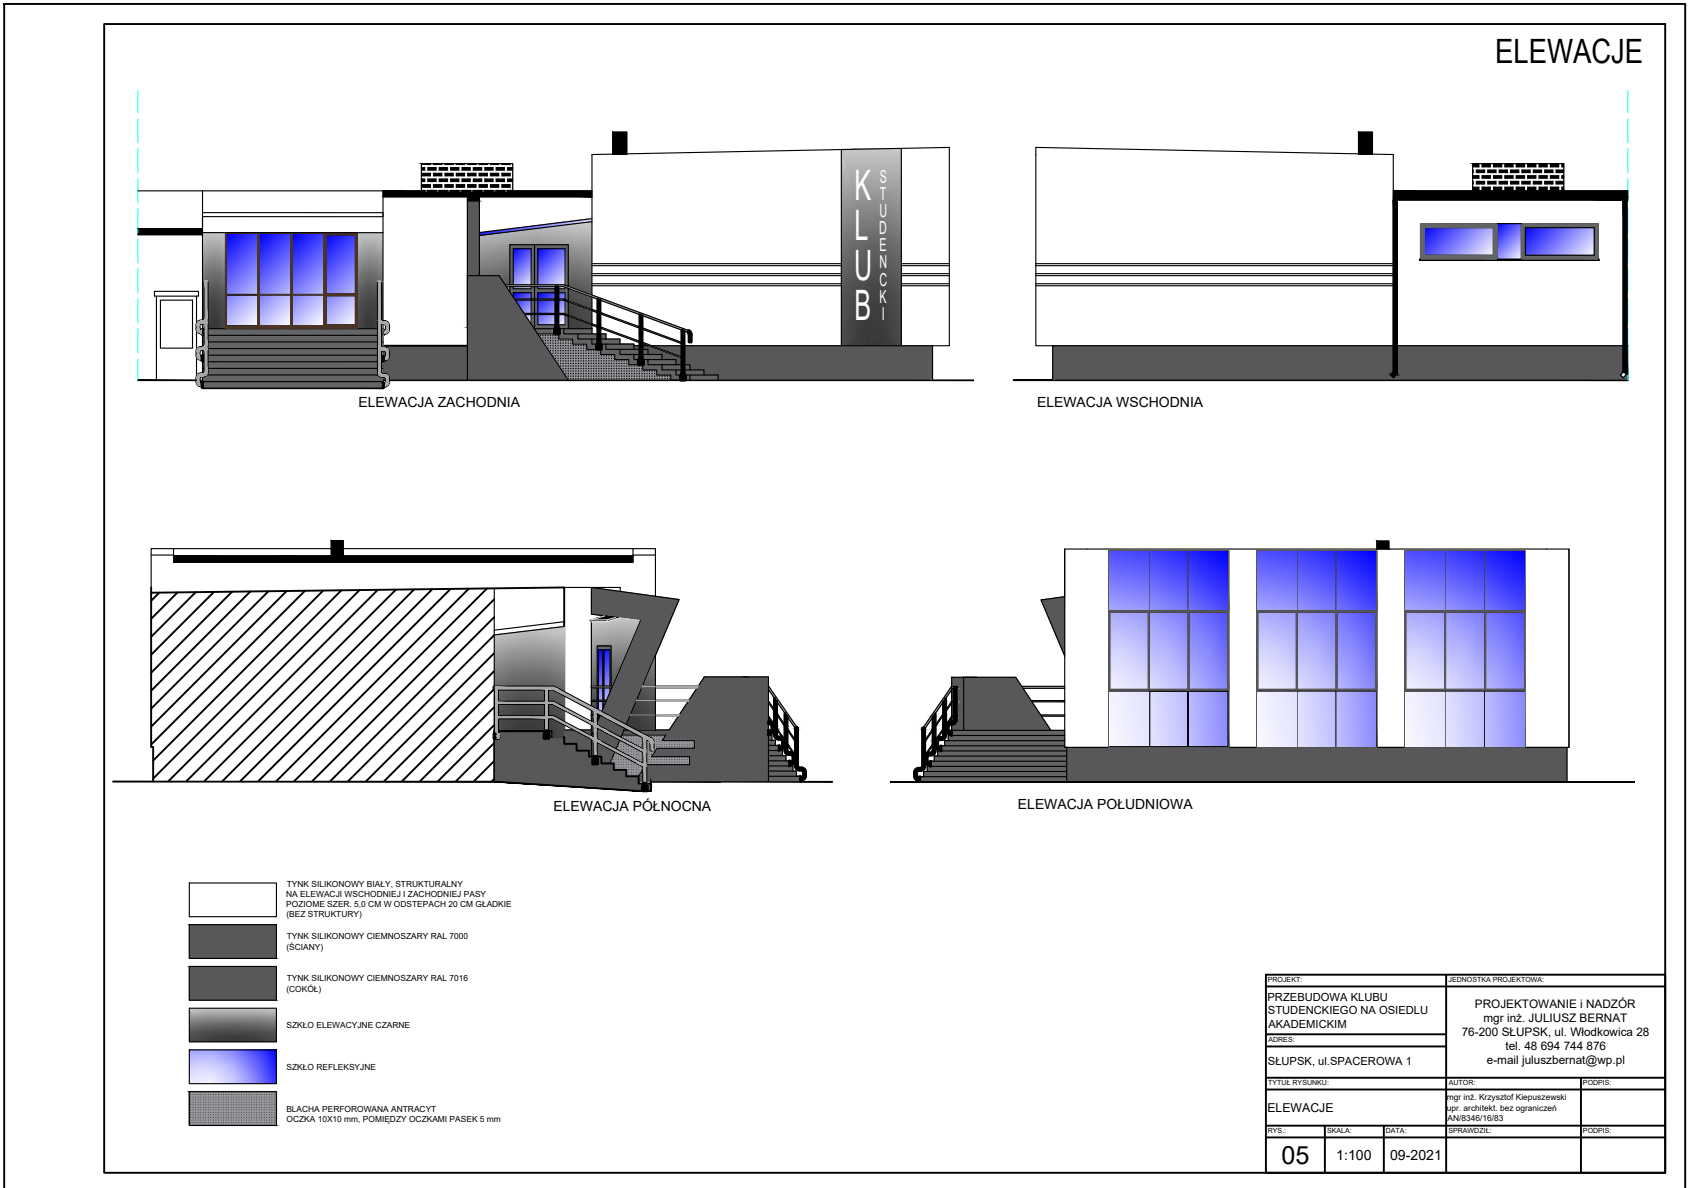 ELEWACJE
KLUB
STUDENCKI
ELEWACJA ZACHODNIA
ELEWACJA WSCHODNIA
ELEWACJA PÓŁNOCNA
ELEWACJA POŁUDNIOWA
TYNK SILIKONOWY BIAŁY, STRUKTURALNY
NA ELEWACJI WSCHODNIEJ I ZACHODNIEJ PASY
POZIOME SZER. 5,0 CM W ODSTEPACH 20 CM GŁADKIE
(BEZ STRUKTURY)
TYNK SILIKONOWY CIEMNOSZARY RAL 7000
(ŚCIANY)
TYNK SILIKONOWY CIEMNOSZARY RAL 7016
(COKÓŁ)
SZKŁO ELEWACYJNE CZARNE
SZKŁO REFLEKSYJNE
BLACHA PERFOROWANA ANTRACYT
OCZKA 10X10 mm, POMIĘDZY OCZKAMI PASEK 5 mm
PROJEKT:
PRZEBUDOWA KLUBU
STUDENCKIEGO NA OSIEDLU
AKADEMICKIM
ADRES:
SŁUPSK, ul.SPACEROWA 1
JEDNOSTKA PROJEKTOWA:
PROJEKTOWANIE i NADZÓR
mgr inż. JULIUSZ BERNAT
76-200 SŁUPSK, ul. Włodkowica 28
tel. 48 694 744 876
e-mail juluszbernat@wp.pl
TYTUŁ RYSUNKU:
ELEWACJE
AUTOR:
mgr inż. Krzysztof Kiepuszewski
upr. architekt. bez ograniczeń
AN/8346/16/83
PODPIS:
RYS.:
05
SKALA:
1:100
DATA:
09-2021
SPRAWDZIŁ:
PODPIS: